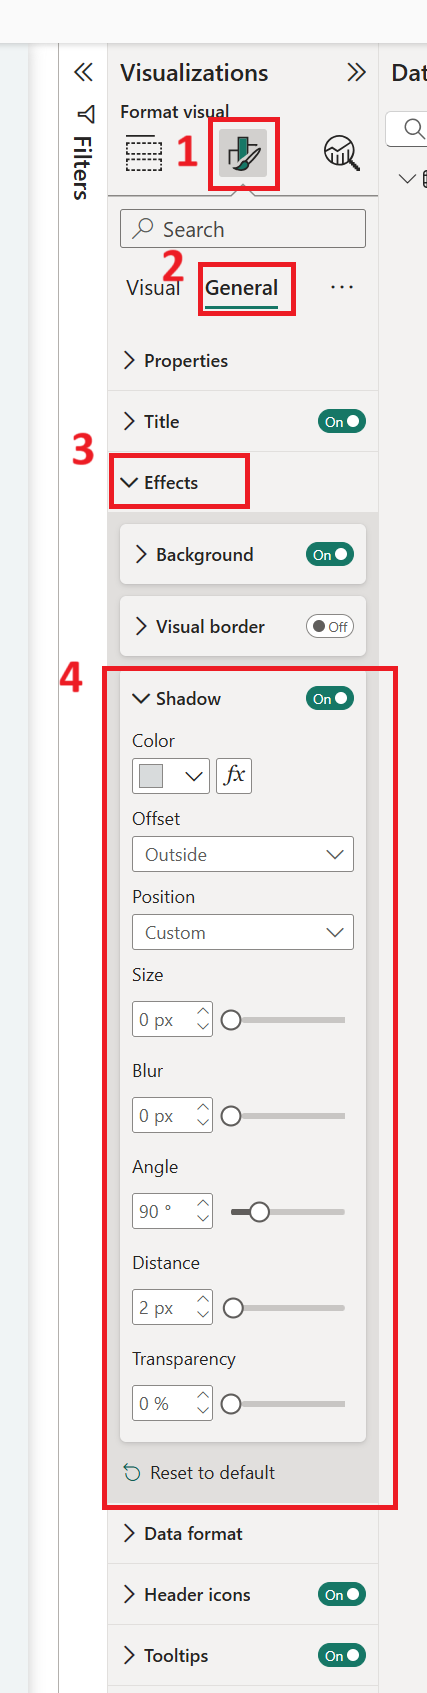 Visualizations
Dat
Format visual
1
Filters
Search
2
Visual
General
...
Properties
Title
On
3
Effects
Background
On
Visual border
Off
4
Shadow
On
Color
fx
Offset
Outside
Position
Custom
Size
0 px
Blur
0 px
Angle
90 °
Distance
2 px
Transparency
0 %
Reset to default
Data format
Header icons
On
Tooltips
On